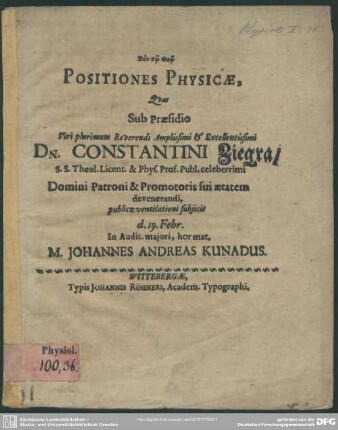 Σὺν τῷ Θεῷ
POSITIONES PHYSICÆ,
Quas
Sub Præsidio
Viri plurimum Reverendi Amplissimi & Excellentissimi
DN. CONSTANTINI Ziegra/
S. S. Theol. Licent. & Phys. Prof. Publ. celeberrimi
Domini Patroni & Promotoris sui ætatem
devenerandi,
publicæ ventilationi subjicit
d. 19. Febr.
In Audit. majori, hor mat.
M. JOHANNES ANDREAS KUNADUS.
WITTEBERGÆ,
Typis JOHANNIS RÖHNERI, Academ. Typographi,
Physiol.
100,36.
DFG